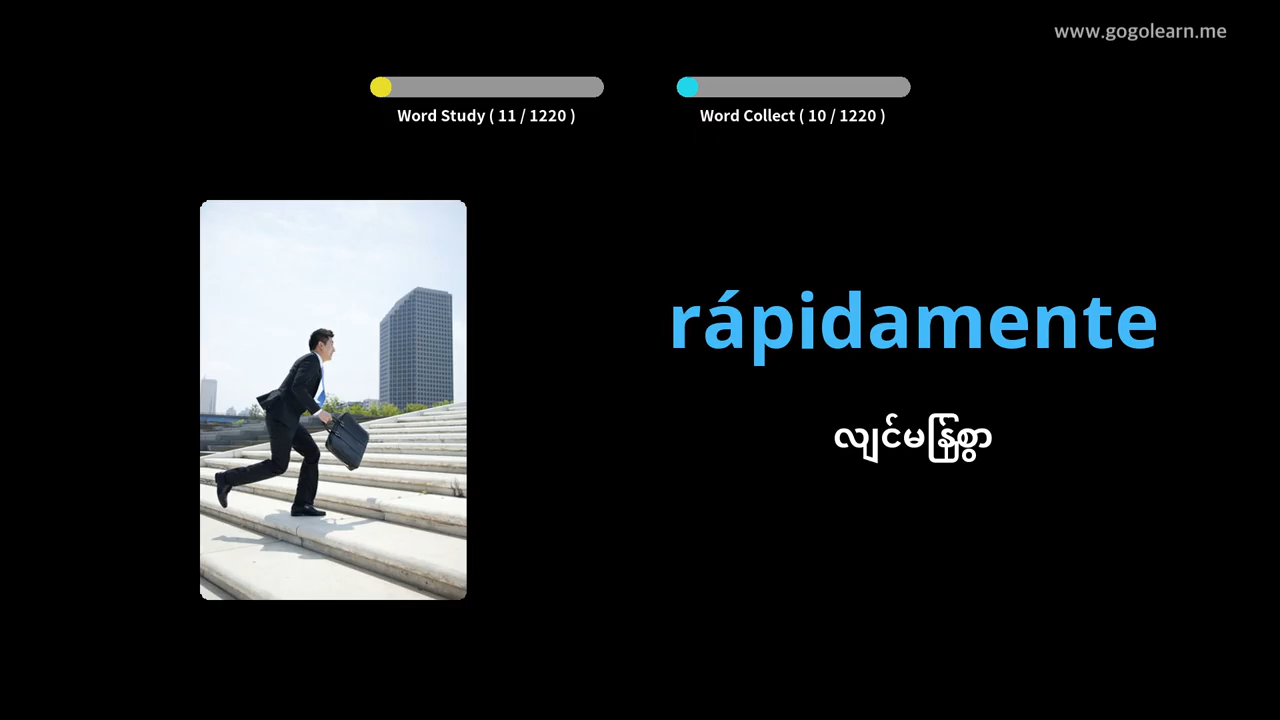 www.gogolearn.me
Word Study ( 11 / 1220 )
Word Collect ( 10 / 1220 )
rápidamente
လျင်မြန်စွာ